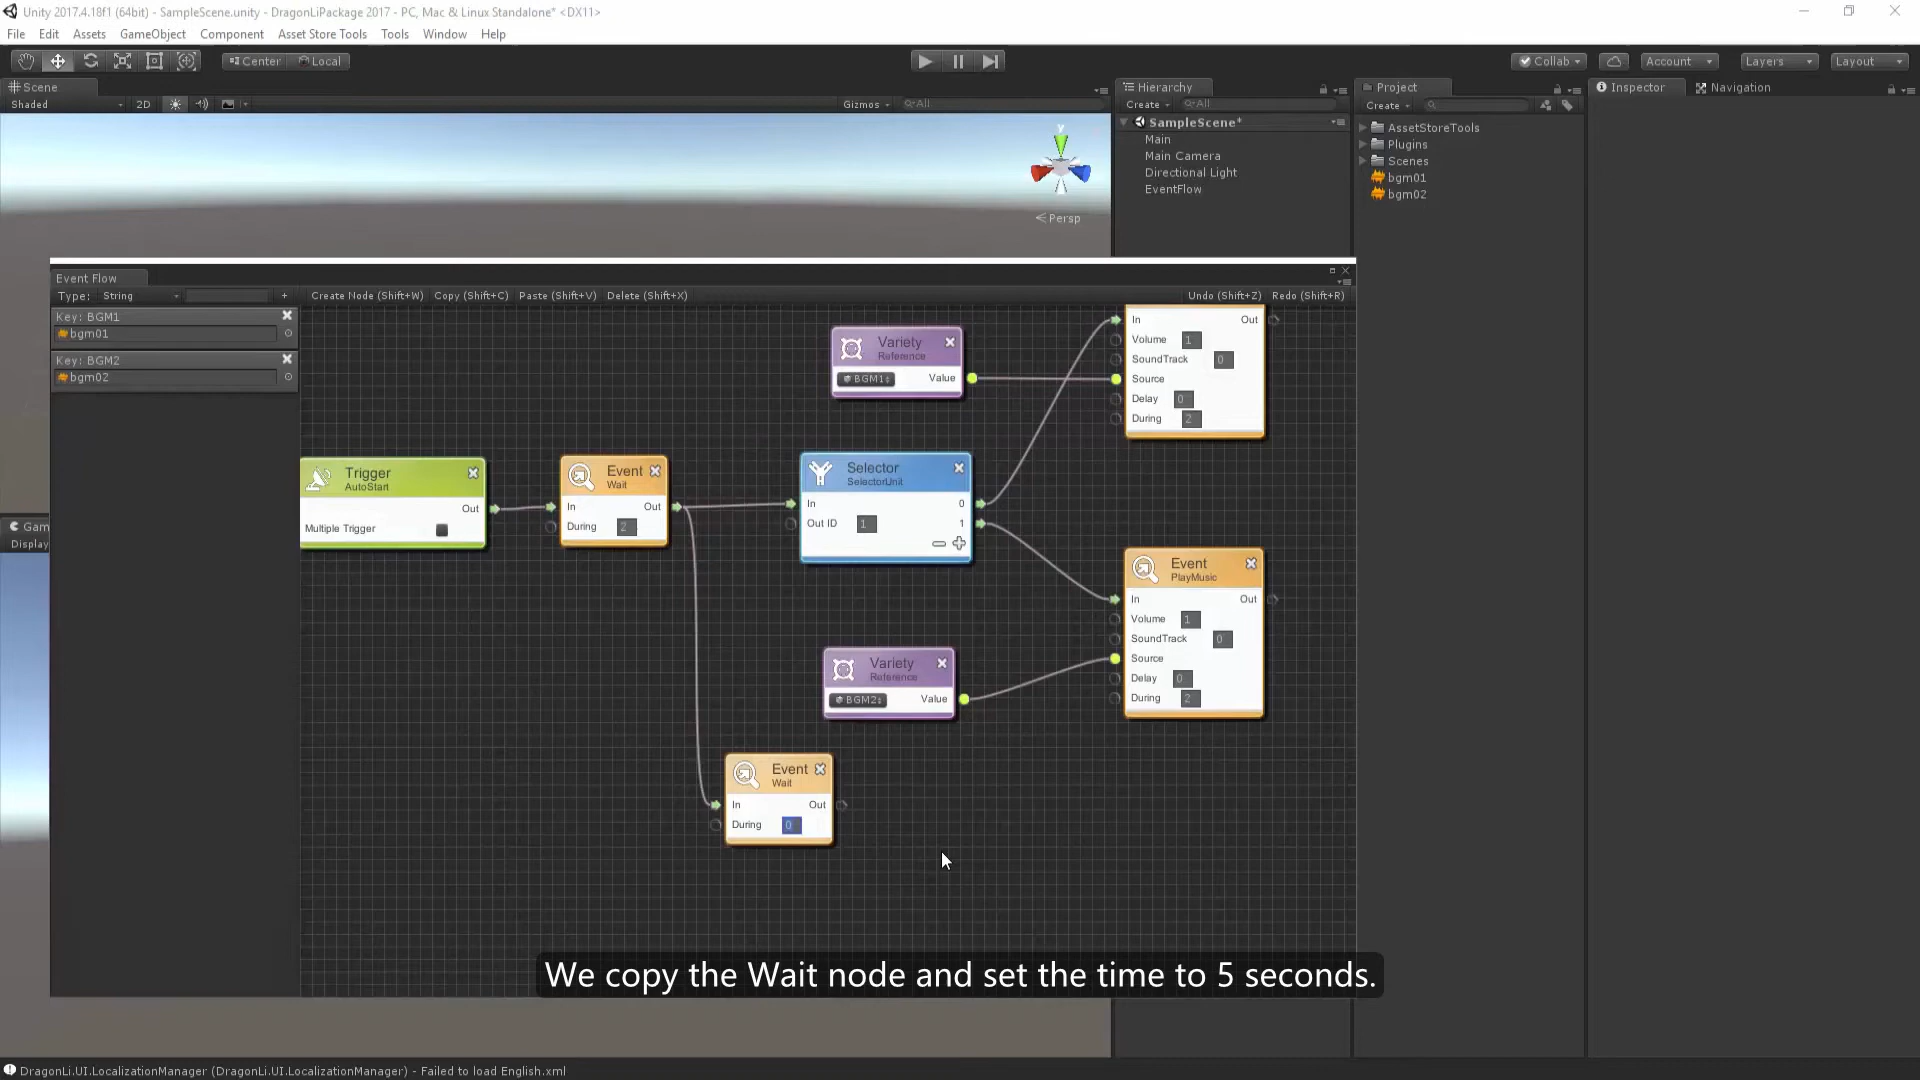 Unity 2017.4.18f1 (64bit) - SampleScene.unity - DragonLiPackage 2017 - PC, Mac & Linux Standalone* <DX11>
File Edit Assets GameObject Component Asset Store Tools Tools Window Help
Center Local Collab Account Layers Layout
Scene
Shaded 2D Gizmos All
y
Persp
Hierarchy
Create All
SampleScene*
Main
Main Camera
Directional Light
EventFlow
Project
Create
AssetStoreTools
Plugins
Scenes
bgm01
bgm02
Inspector Navigation
Gam
Display
Event Flow
Type: String + Create Node (Shift+W) Copy (Shift+C) Paste (Shift+V) Delete (Shift+X) Undo (Shift+Z) Redo (Shift+R)
Key: BGM1
bgm01
Key: BGM2
bgm02
Trigger
AutoStart
Out
Multiple Trigger
Event
Wait
In Out
During 2
Variety
Reference
BGM1 Value
Selector
SelectorUnit
In 0
Out ID 1 1
In Out
Volume 1
SoundTrack 0
Source
Delay 0
During 2
Event
PlayMusic
In Out
Volume 1
SoundTrack 0
Source
Delay 0
During 2
Variety
Reference
BGM2 Value
Event
Wait
In Out
During 0
We copy the Wait node and set the time to 5 seconds.
DragonLi.UI.LocalizationManager (DragonLi.UI.LocalizationManager) - Failed to load English.xml